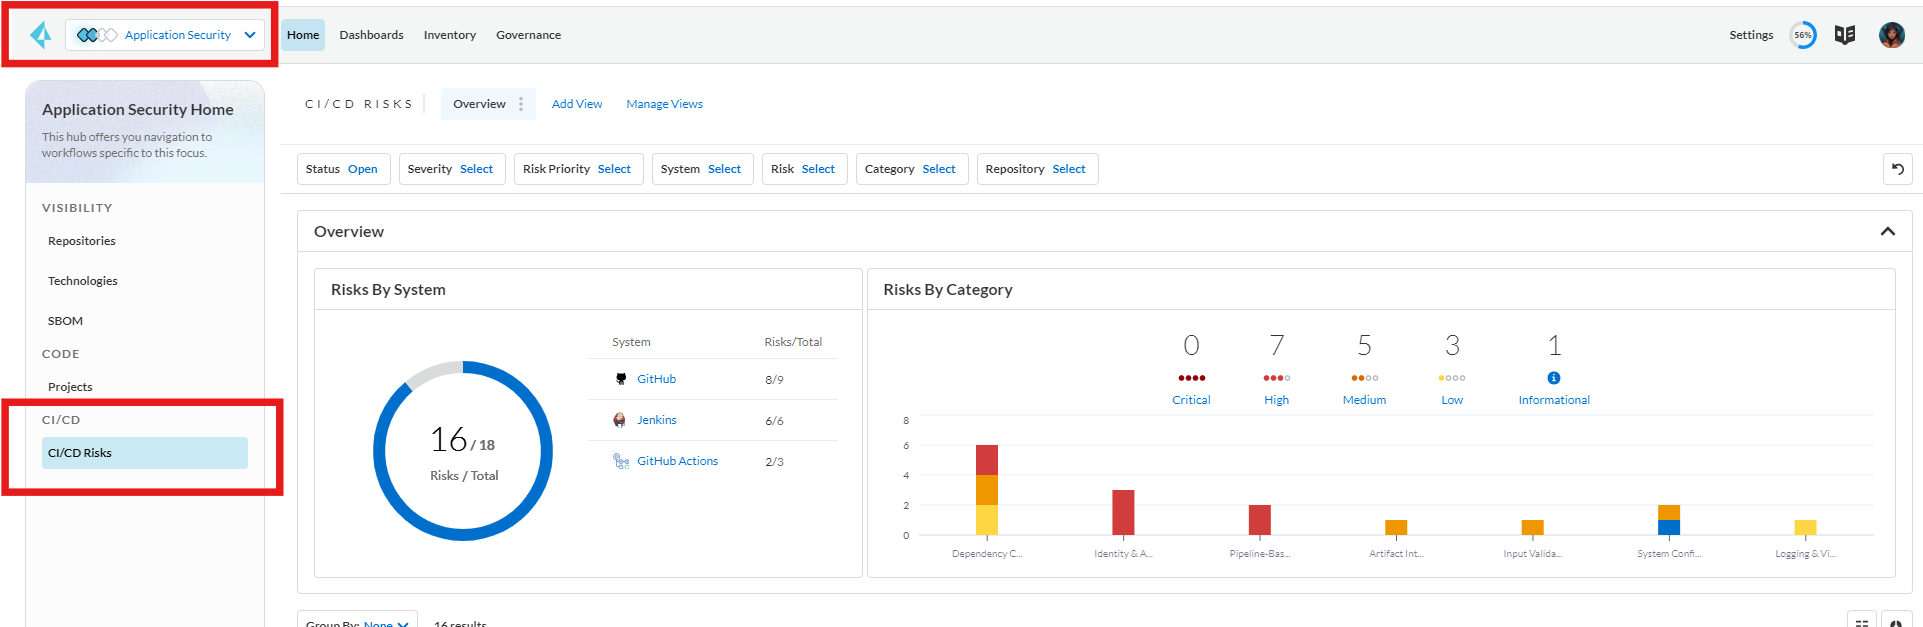 Application Security
Home
Dashboards
Inventory
Governance
Settings
56%
Application Security Home
This hub offers you navigation to
workflows specific to this focus.
VISIBILITY
Repositories
Technologies
SBOM
CODE
Projects
CI/CD
CI/CD Risks
CI/CD RISKS
Overview
Add View
Manage Views
Status Open
Severity Select
Risk Priority Select
System Select
Risk Select
Category Select
Repository Select
Overview
Risks By System
16 / 18
Risks / Total
System Risks/Total
GitHub 8/9
Jenkins 6/6
GitHub Actions 2/3
Risks By Category
0 7 5 3 1
Critical High Medium Low Informational
8
6
4
2
0
Dependency C... Identity & A... Pipeline-Bas... Artifact Int... Input Valida... System Confi... Logging & Vi...
Group By: None
16 results